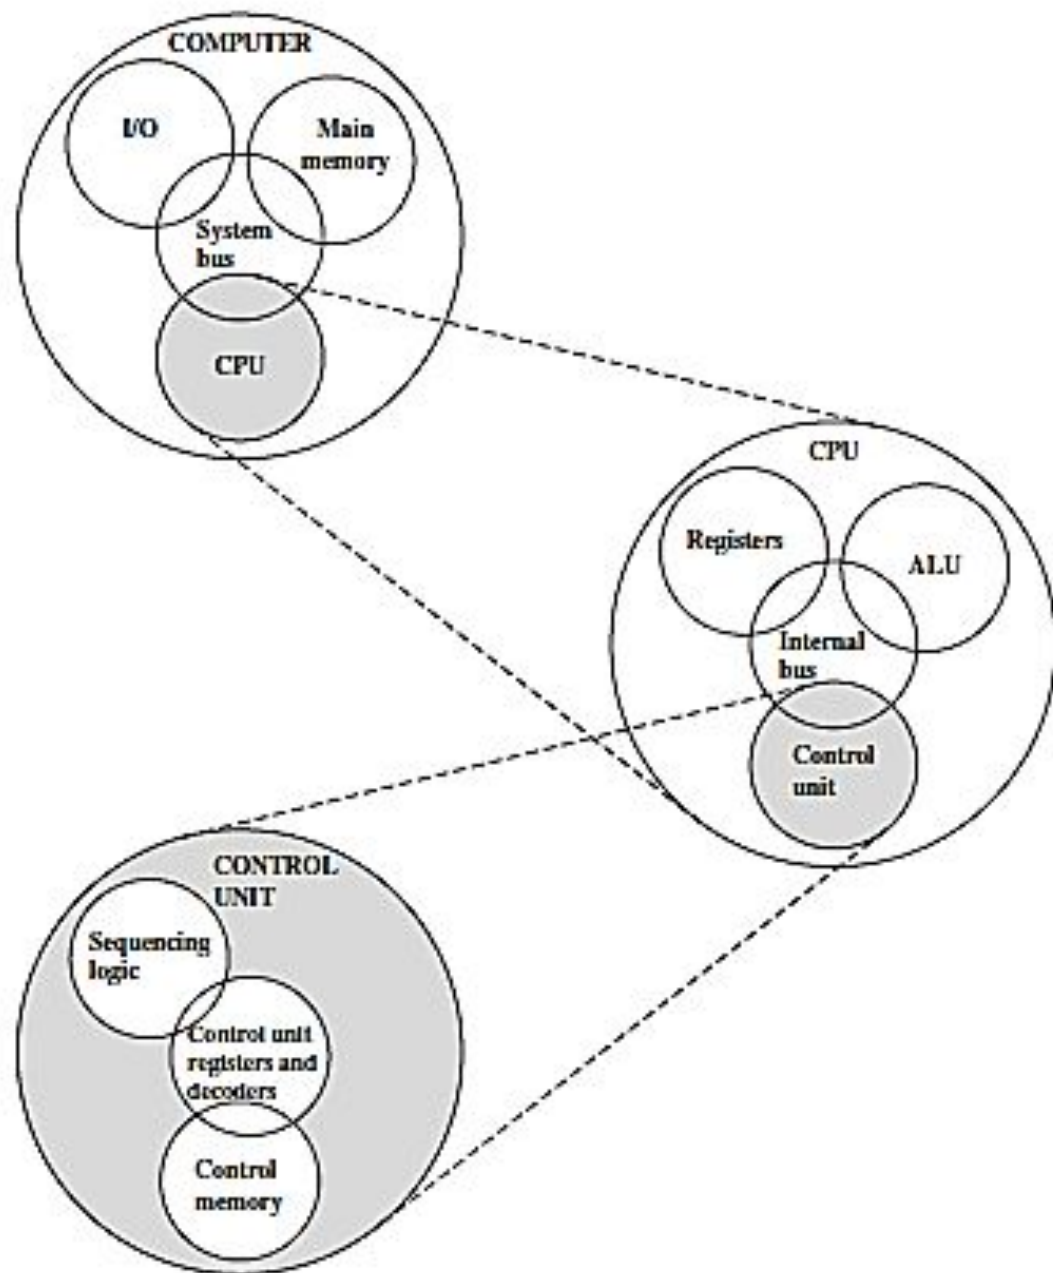 COMPUTER
I/O
Main
memory
System
bus
CPU
CPU
Registers
ALU
Internal
bus
Control
unit
CONTROL
UNIT
Sequencing
logic
Control unit
registers and
decoders
Control
memory